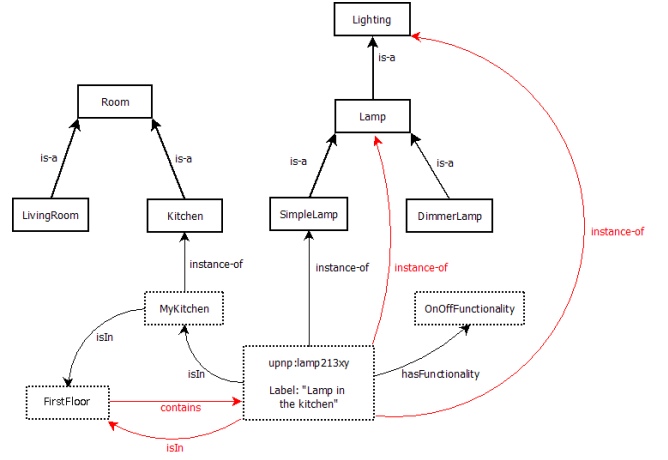 Lighting
is-a
Room
Lamp
is-a
is-a
is-a
is-a
LivingRoom
Kitchen
SimpleLamp
DimmerLamp
instance-of
instance-of
instance-of
instance-of
MyKitchen
OnOffFunctionality
isIn
isIn
upnp:lamp213xy
hasFunctionality
Label: "Lamp in
the kitchen"
FirstFloor
contains
isIn